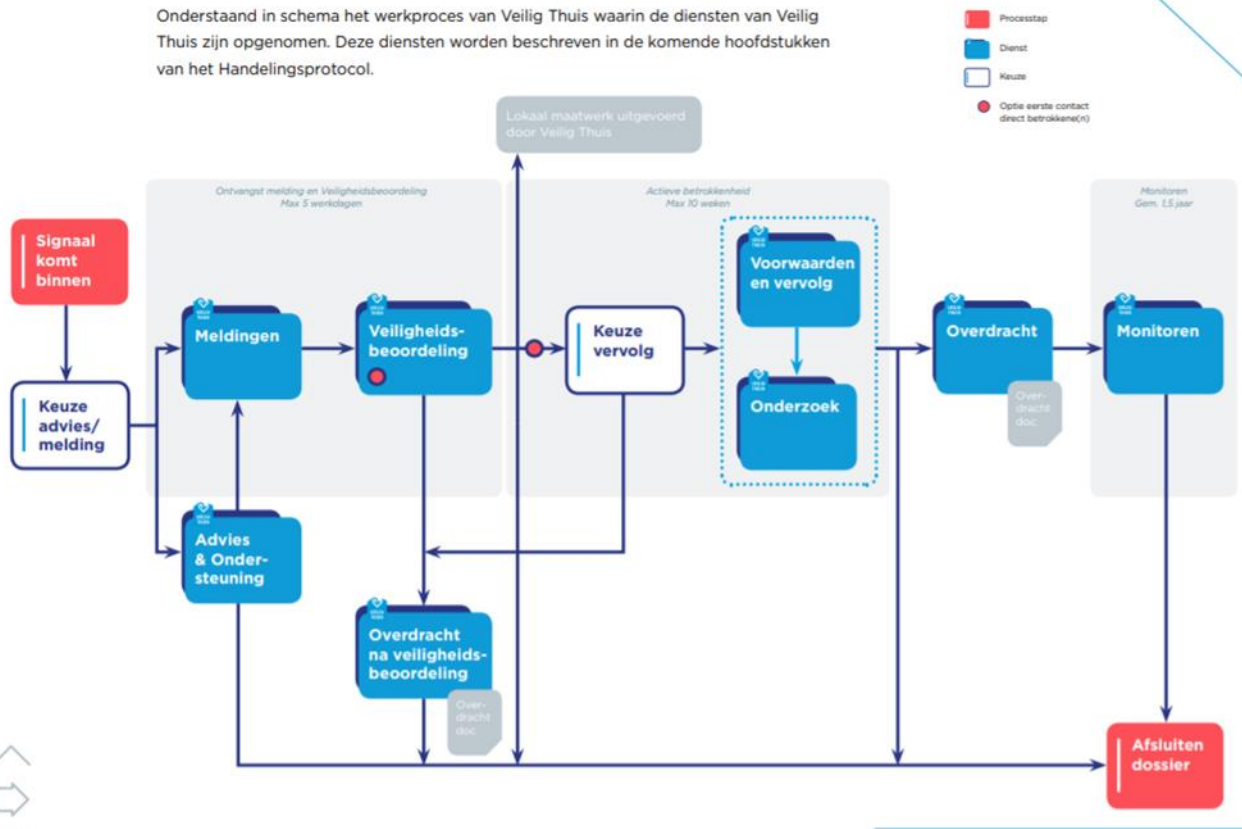 Onderstaand in schema het werkproces van Veilig Thuis waarin de diensten van Veilig
Thuis zijn opgenomen. Deze diensten worden beschreven in de komende hoofdstukken
van het Handelingsprotocol.
Processtap
Dienst
Keuze
Optie eerste contact
direct betrokkene(n)
Lokaal maatwerk uitgevoerd
door Veilig Thuis
Ontvangst melding en Veiligheidsbeoordeling
Max 5 werkdagen
Actieve betrokkenheid
Max 10 weken
Monitoren
Gem. 1,5 jaar
Signaal
komt
binnen
Keuze
advies/
melding
Meldingen
Veiligheids-
beoordeling
Keuze
vervolg
Voorwaarden
en vervolg
Onderzoek
Overdracht
Over-
dracht
doc
Monitoren
Advies
& Onder-
steuning
Overdracht
na veiligheids-
beoordeling
Over-
dracht
doc
Afsluiten
dossier